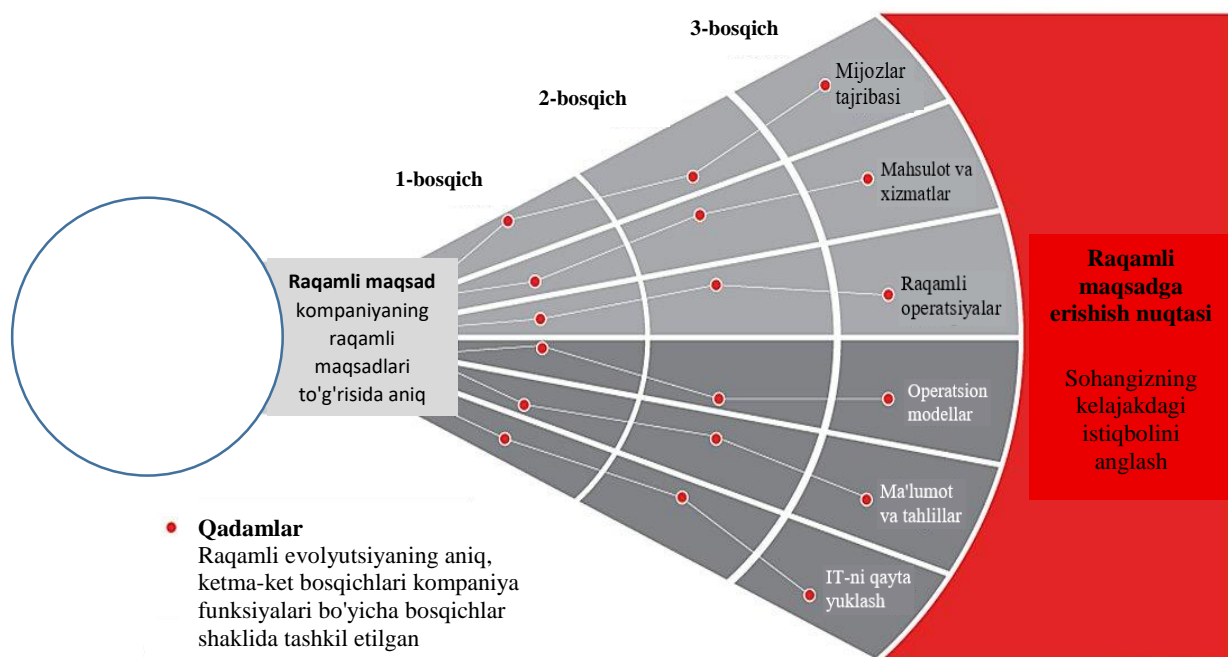 3-bosqich
2-bosqich
1-bosqich
Mijozlar
tajribasi
Mahsulot va
xizmatlar
Raqamli
operatsiyalar
Operatsion
modellar
Ma'lumot
va tahlillar
IT-ni qayta
yuklash
Raqamli maqsad
kompaniyaning
raqamli
maqsadlari
to'g'risida aniq
Raqamli
maqsadga
erishish nuqtasi
Sohangizning
kelajakdagi
istiqbolini
anglash
Qadamlar
Raqamli evolyutsiyaning aniq,
ketma-ket bosqichlari kompaniya
funksiyalari bo'yicha bosqichlar
shaklida tashkil etilgan